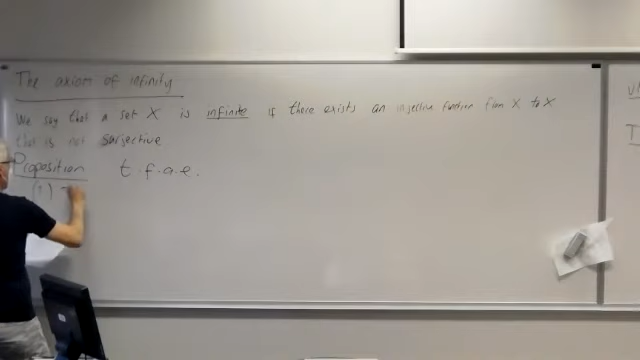 The axiom of infinity
We say that a set X is infinite if there exists an injective function from X to X
that is not surjective
Proposition t.f.a.e.
(1)